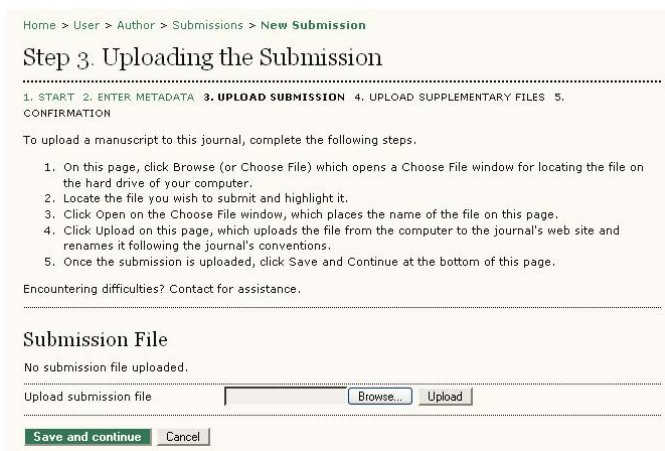 Home > User > Author > Submissions > New Submission
Step 3. Uploading the Submission
1. START 2. ENTER METADATA 3. UPLOAD SUBMISSION 4. UPLOAD SUPPLEMENTARY FILES 5.
CONFIRMATION
To upload a manuscript to this journal, complete the following steps.
1. On this page, click Browse (or Choose File) which opens a Choose File window for locating the file on
the hard drive of your computer.
2. Locate the file you wish to submit and highlight it.
3. Click Open on the Choose File window, which places the name of the file on this page.
4. Click Upload on this page, which uploads the file from the computer to the journal's web site and
renames it following the journal's conventions.
5. Once the submission is uploaded, click Save and Continue at the bottom of this page.
Encountering difficulties? Contact for assistance.
Submission File
No submission file uploaded.
Upload submission file Browse... Upload
Save and continue Cancel